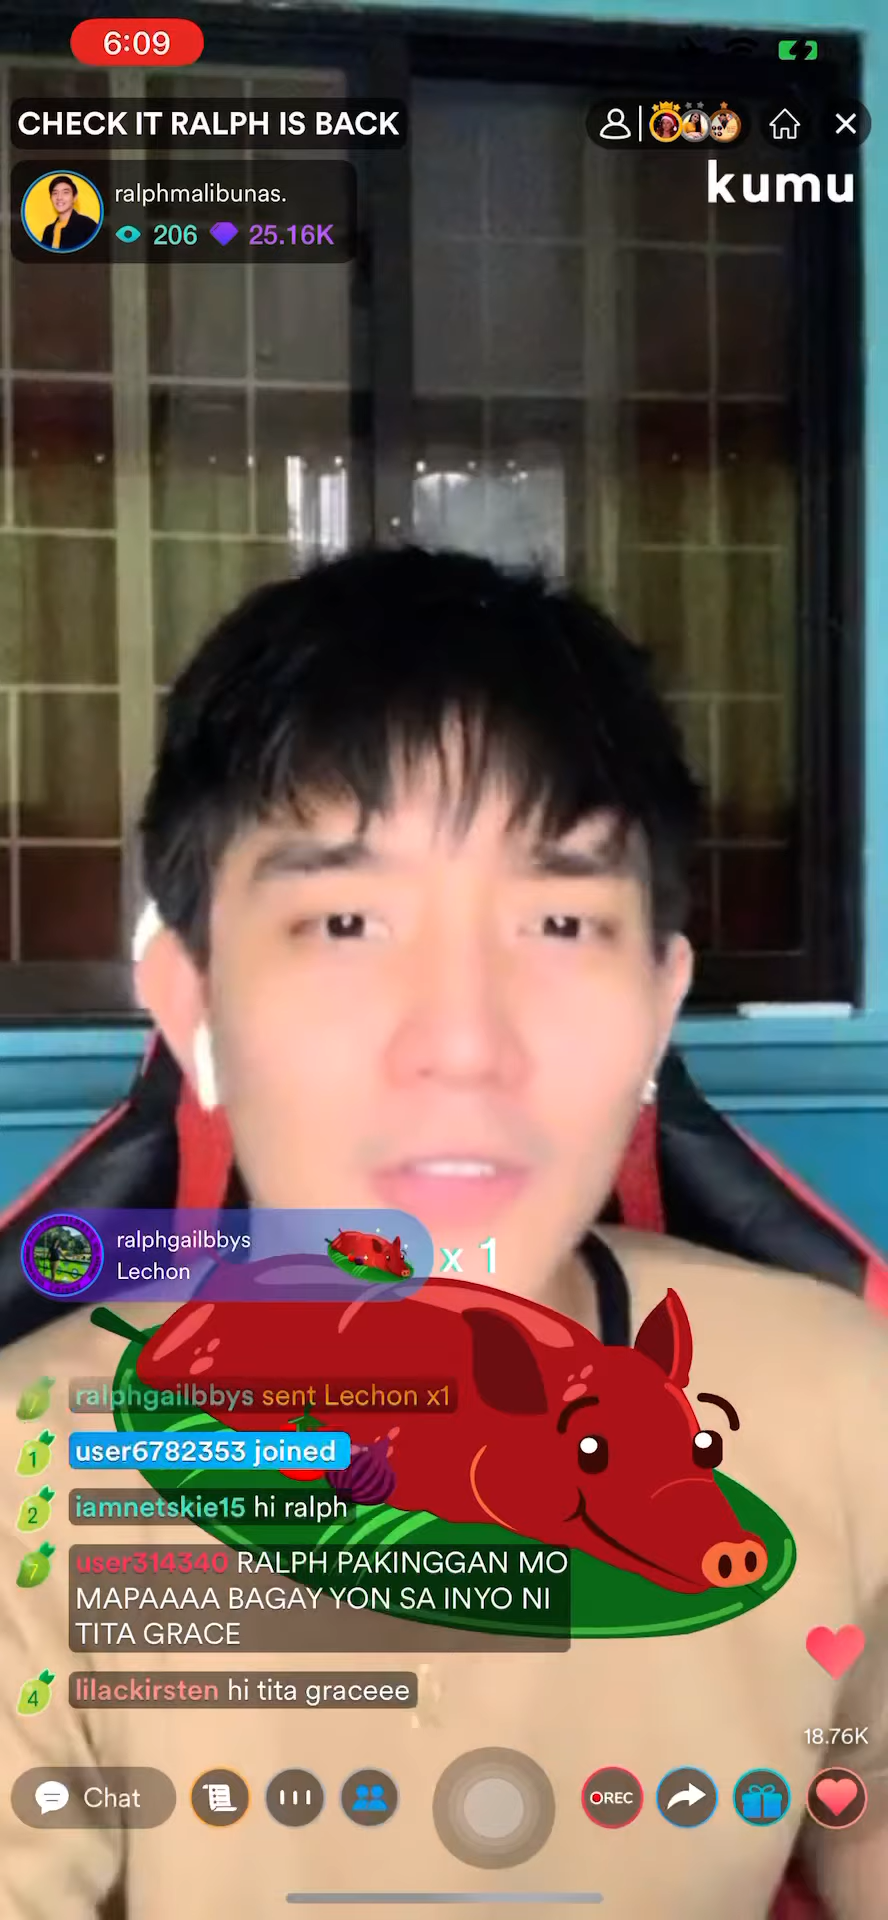 6:09
CHECK IT RALPH IS BACK
kumu
ralphmalibunas.
206 25.16K
ralphgailbbys
Lechon
x 1
7 ralphgailbbys sent Lechon x1
1 user6782353 joined
2 iamnetskie15 hi ralph
7 user314340 RALPH PAKINGGAN MO
MAPAAAA BAGAY YON SA INYO NI
TITA GRACE
4 lilackirsten hi tita graceee
18.76K
Chat
REC